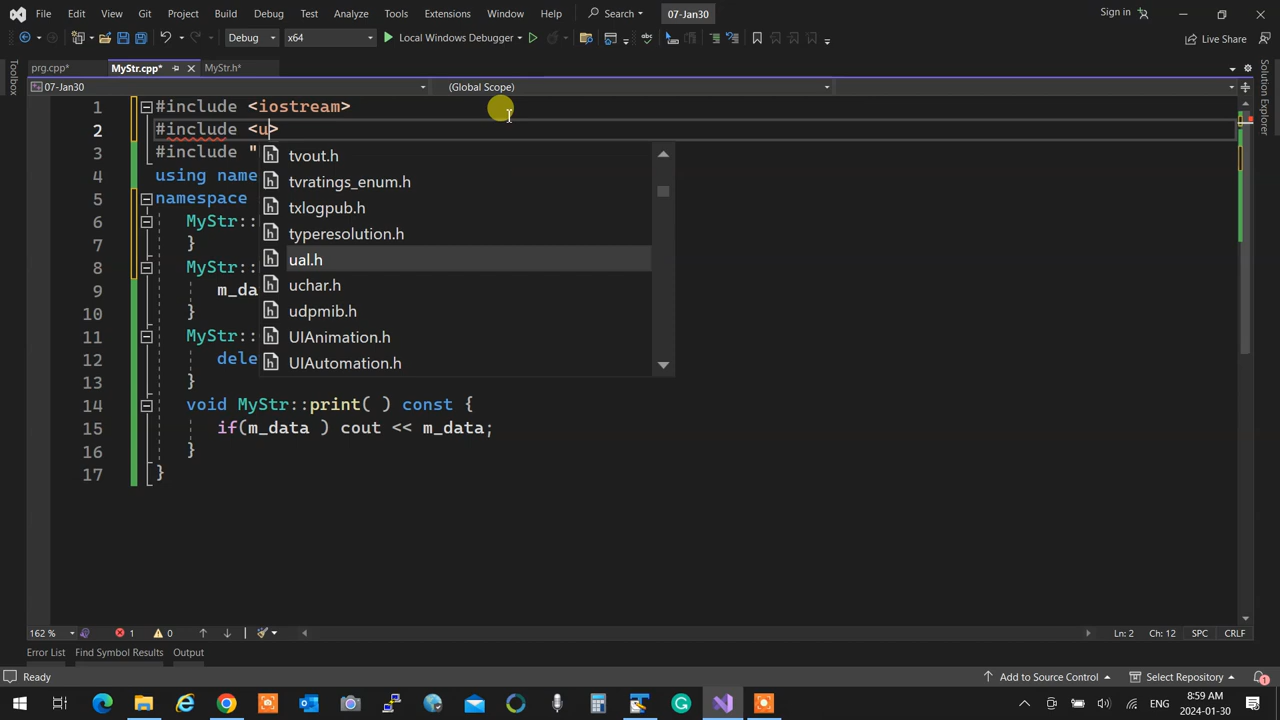 File Edit View Git Project Build Debug Test Analyze Tools Extensions Window Help Search 07-Jan30 Sign in
Debug x64 Local Windows Debugger Live Share
prg.cpp* MyStr.cpp* MyStr.h*
07-Jan30 (Global Scope)
Toolbox
Solution Explorer
1 #include <iostream>
2 #include <u>
3 #include "
4 using name
5 namespace
6 MyStr::
7 }
8 MyStr::
9 m_da
10 }
11 MyStr::
12 dele
13 }
14 void MyStr::print( ) const {
15 if(m_data ) cout << m_data;
16 }
17 }
tvout.h
tvratings_enum.h
txlogpub.h
typeresolution.h
ual.h
uchar.h
udpmib.h
UIAnimation.h
UIAutomation.h
162 % 1 0 Ln: 2 Ch: 12 SPC CRLF
Error List Find Symbol Results Output
Ready Add to Source Control Select Repository 1
ENG 8:59 AM
2024-01-30